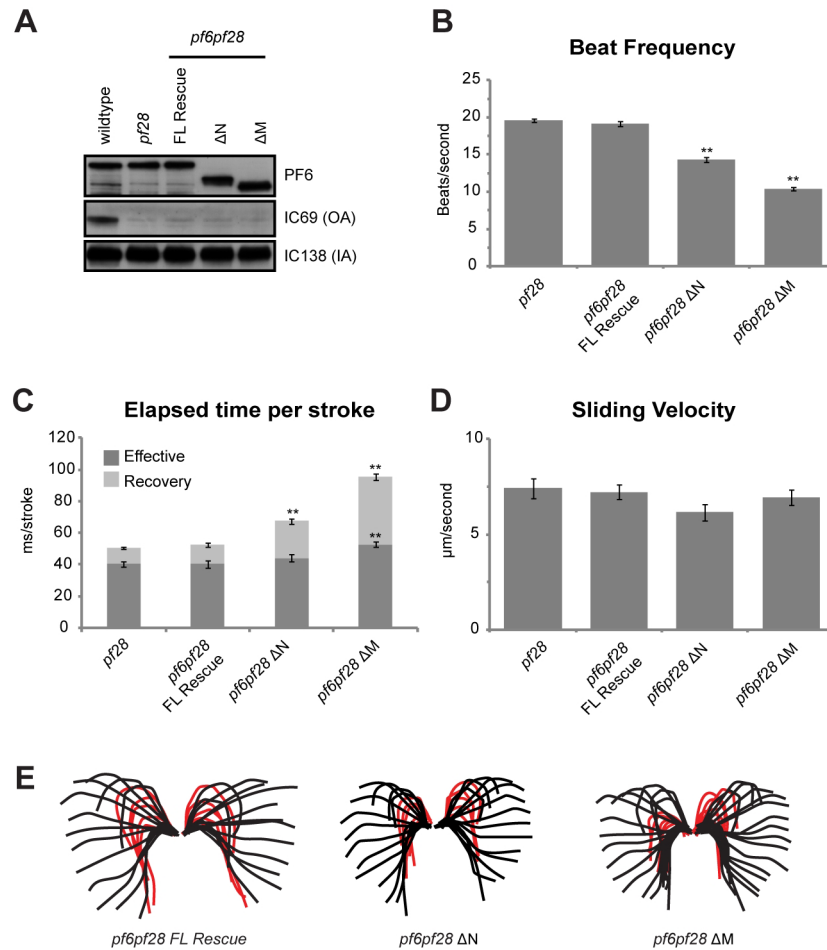 A
pf6pf28
wildtype
pf28
FL Rescue
ΔN
ΔM
PF6
IC69 (OA)
IC138 (IA)
B
Beat Frequency
Beats/second
25
20
15
10
5
0
**
**
pf28
pf6pf28
FL Rescue
pf6pf28 ΔN
pf6pf28 ΔM
C
Elapsed time per stroke
ms/stroke
120
100
80
60
40
20
0
Effective
Recovery
**
**
**
pf28
pf6pf28
FL Rescue
pf6pf28 ΔN
pf6pf28 ΔM
D
Sliding Velocity
µm/second
10
5
0
pf28
pf6pf28
FL Rescue
pf6pf28 ΔN
pf6pf28 ΔM
E
pf6pf28 FL Rescue
pf6pf28 ΔN
pf6pf28 ΔM